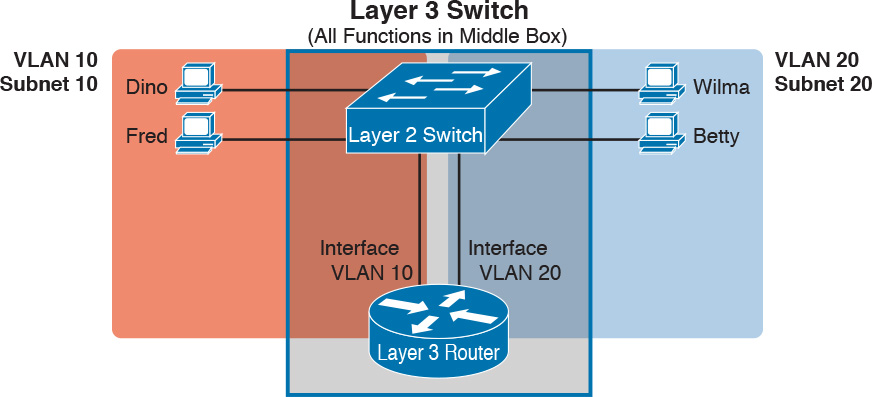 Layer 3 Switch
(All Functions in Middle Box)
VLAN 10
Subnet 10
VLAN 20
Subnet 20
Dino
Wilma
Fred
Layer 2 Switch
Betty
Interface
VLAN 10
Interface
VLAN 20
Layer 3 Router